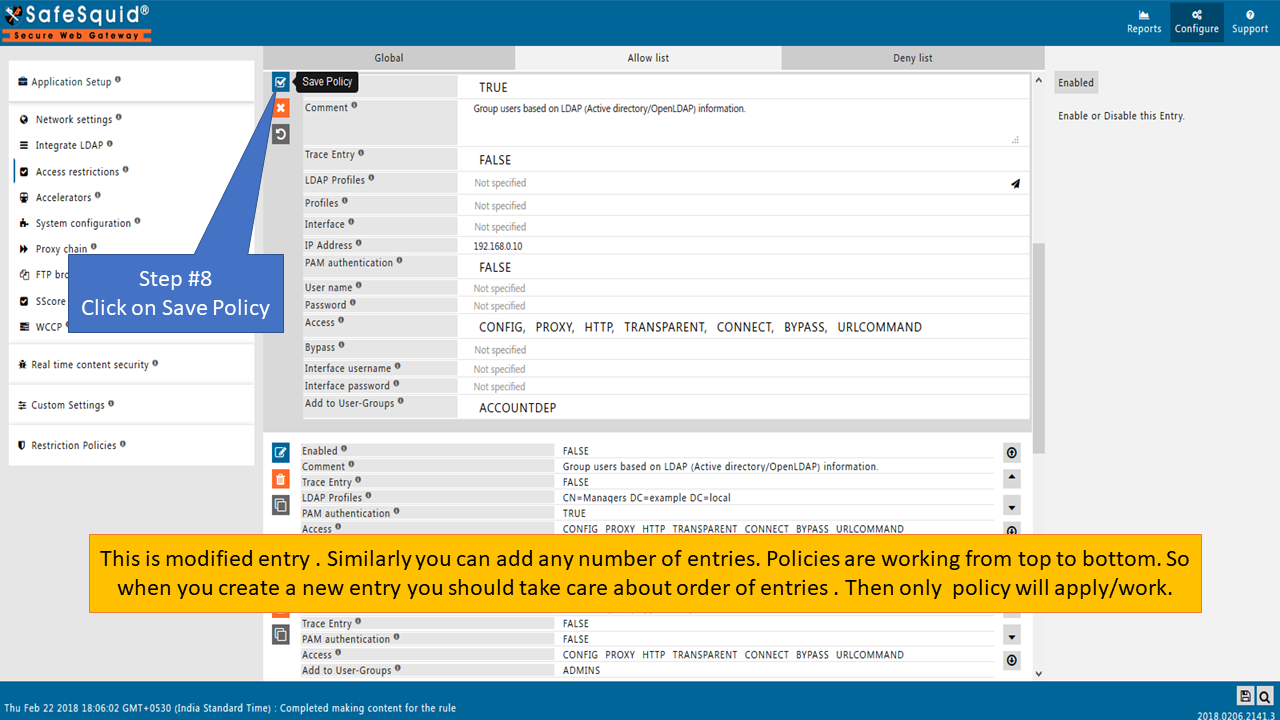 SafeSquid®
Secure Web Gateway
Reports
Configure
Support
Global
Allow list
Deny list
Application Setup
Network settings
Integrate LDAP
Access restrictions
Accelerators
System configuration
Proxy chain
FTP bro
SScore
WCCP
Real time content security
Custom Settings
Restriction Policies
Save Policy
TRUE
Comment Group users based on LDAP (Active directory/OpenLDAP) information.
Trace Entry FALSE
LDAP Profiles Not specified
Profiles Not specified
Interface Not specified
IP Address 192.168.0.10
PAM authentication FALSE
User name Not specified
Password Not specified
Access CONFIG, PROXY, HTTP, TRANSPARENT, CONNECT, BYPASS, URLCOMMAND
Bypass Not specified
Interface username Not specified
Interface password Not specified
Add to User-Groups ACCOUNTDEP
Step #8
Click on Save Policy
Enabled
Enable or Disable this Entry.
Enabled FALSE
Comment Group users based on LDAP (Active directory/OpenLDAP) information.
Trace Entry FALSE
LDAP Profiles CN=Managers DC=example DC=local
PAM authentication TRUE
Access CONFIG PROXY HTTP TRANSPARENT CONNECT BYPASS URLCOMMAND
This is modified entry . Similarly you can add any number of entries. Policies are working from top to bottom. So
when you create a new entry you should take care about order of entries . Then only policy will apply/work.
Trace Entry FALSE
PAM authentication FALSE
Access CONFIG PROXY HTTP TRANSPARENT CONNECT BYPASS URLCOMMAND
Add to User-Groups ADMINS
Thu Feb 22 2018 18:06:02 GMT+0530 (India Standard Time) : Completed making content for the rule
2018.0206.2141.3